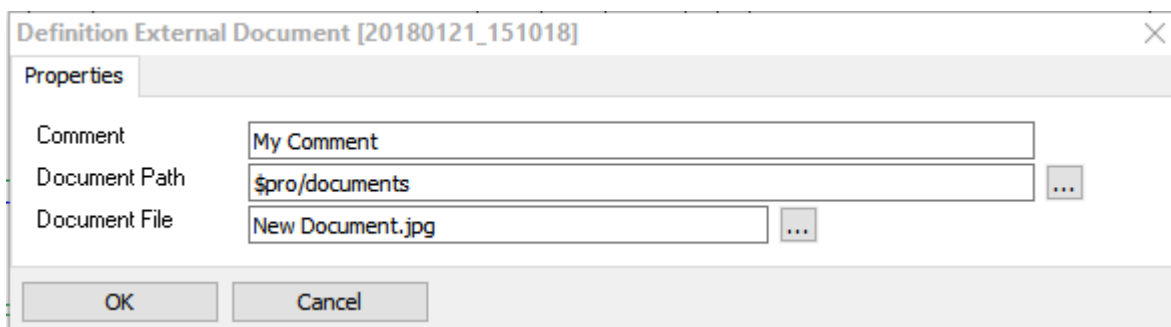 Definition External Document [20180121_151018]
Properties
Comment My Comment
Document Path $pro/documents ...
Document File New Document.jpg ...
OK Cancel